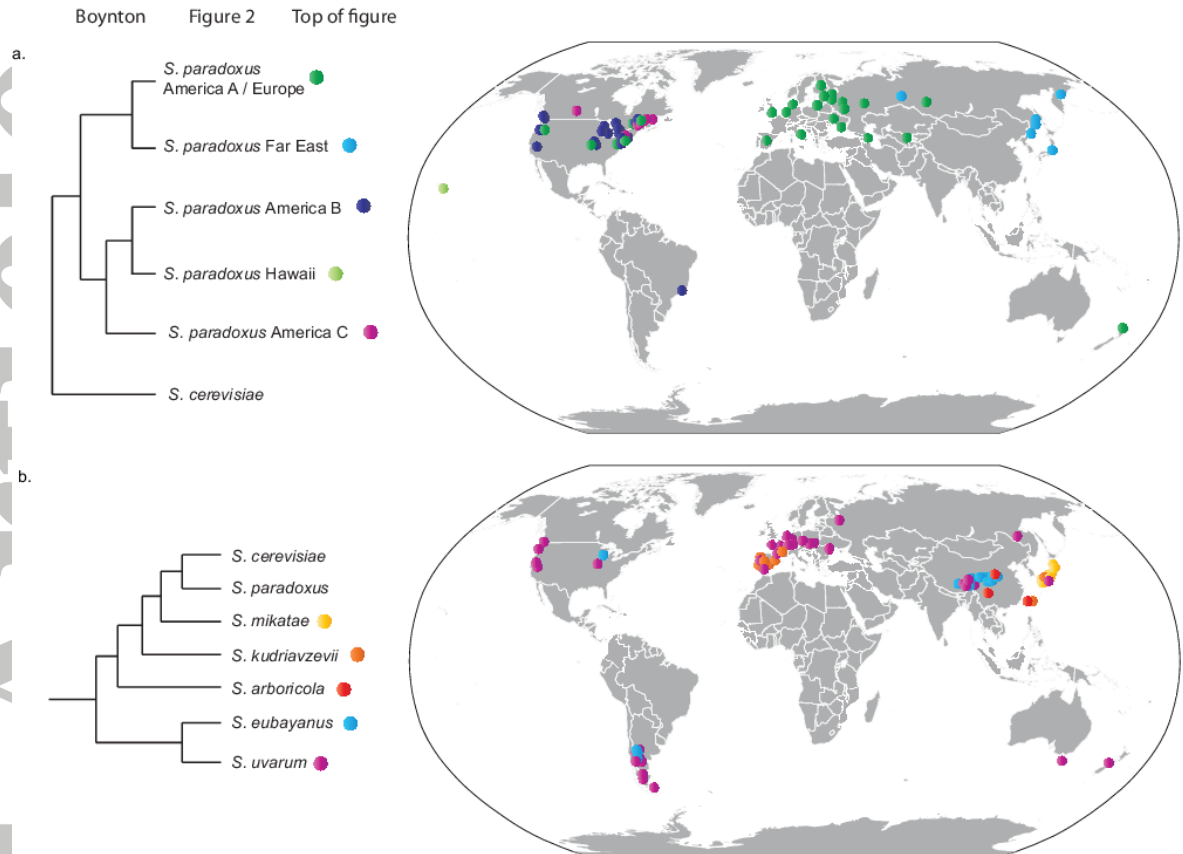 Boynton Figure 2 Top of figure
a.
S. paradoxus
America A / Europe
S. paradoxus Far East
S. paradoxus America B
S. paradoxus Hawaii
S. paradoxus America C
S. cerevisiae
b.
S. cerevisiae
S. paradoxus
S. mikatae
S. kudriavzevii
S. arboricola
S. eubayanus
S. uvarum